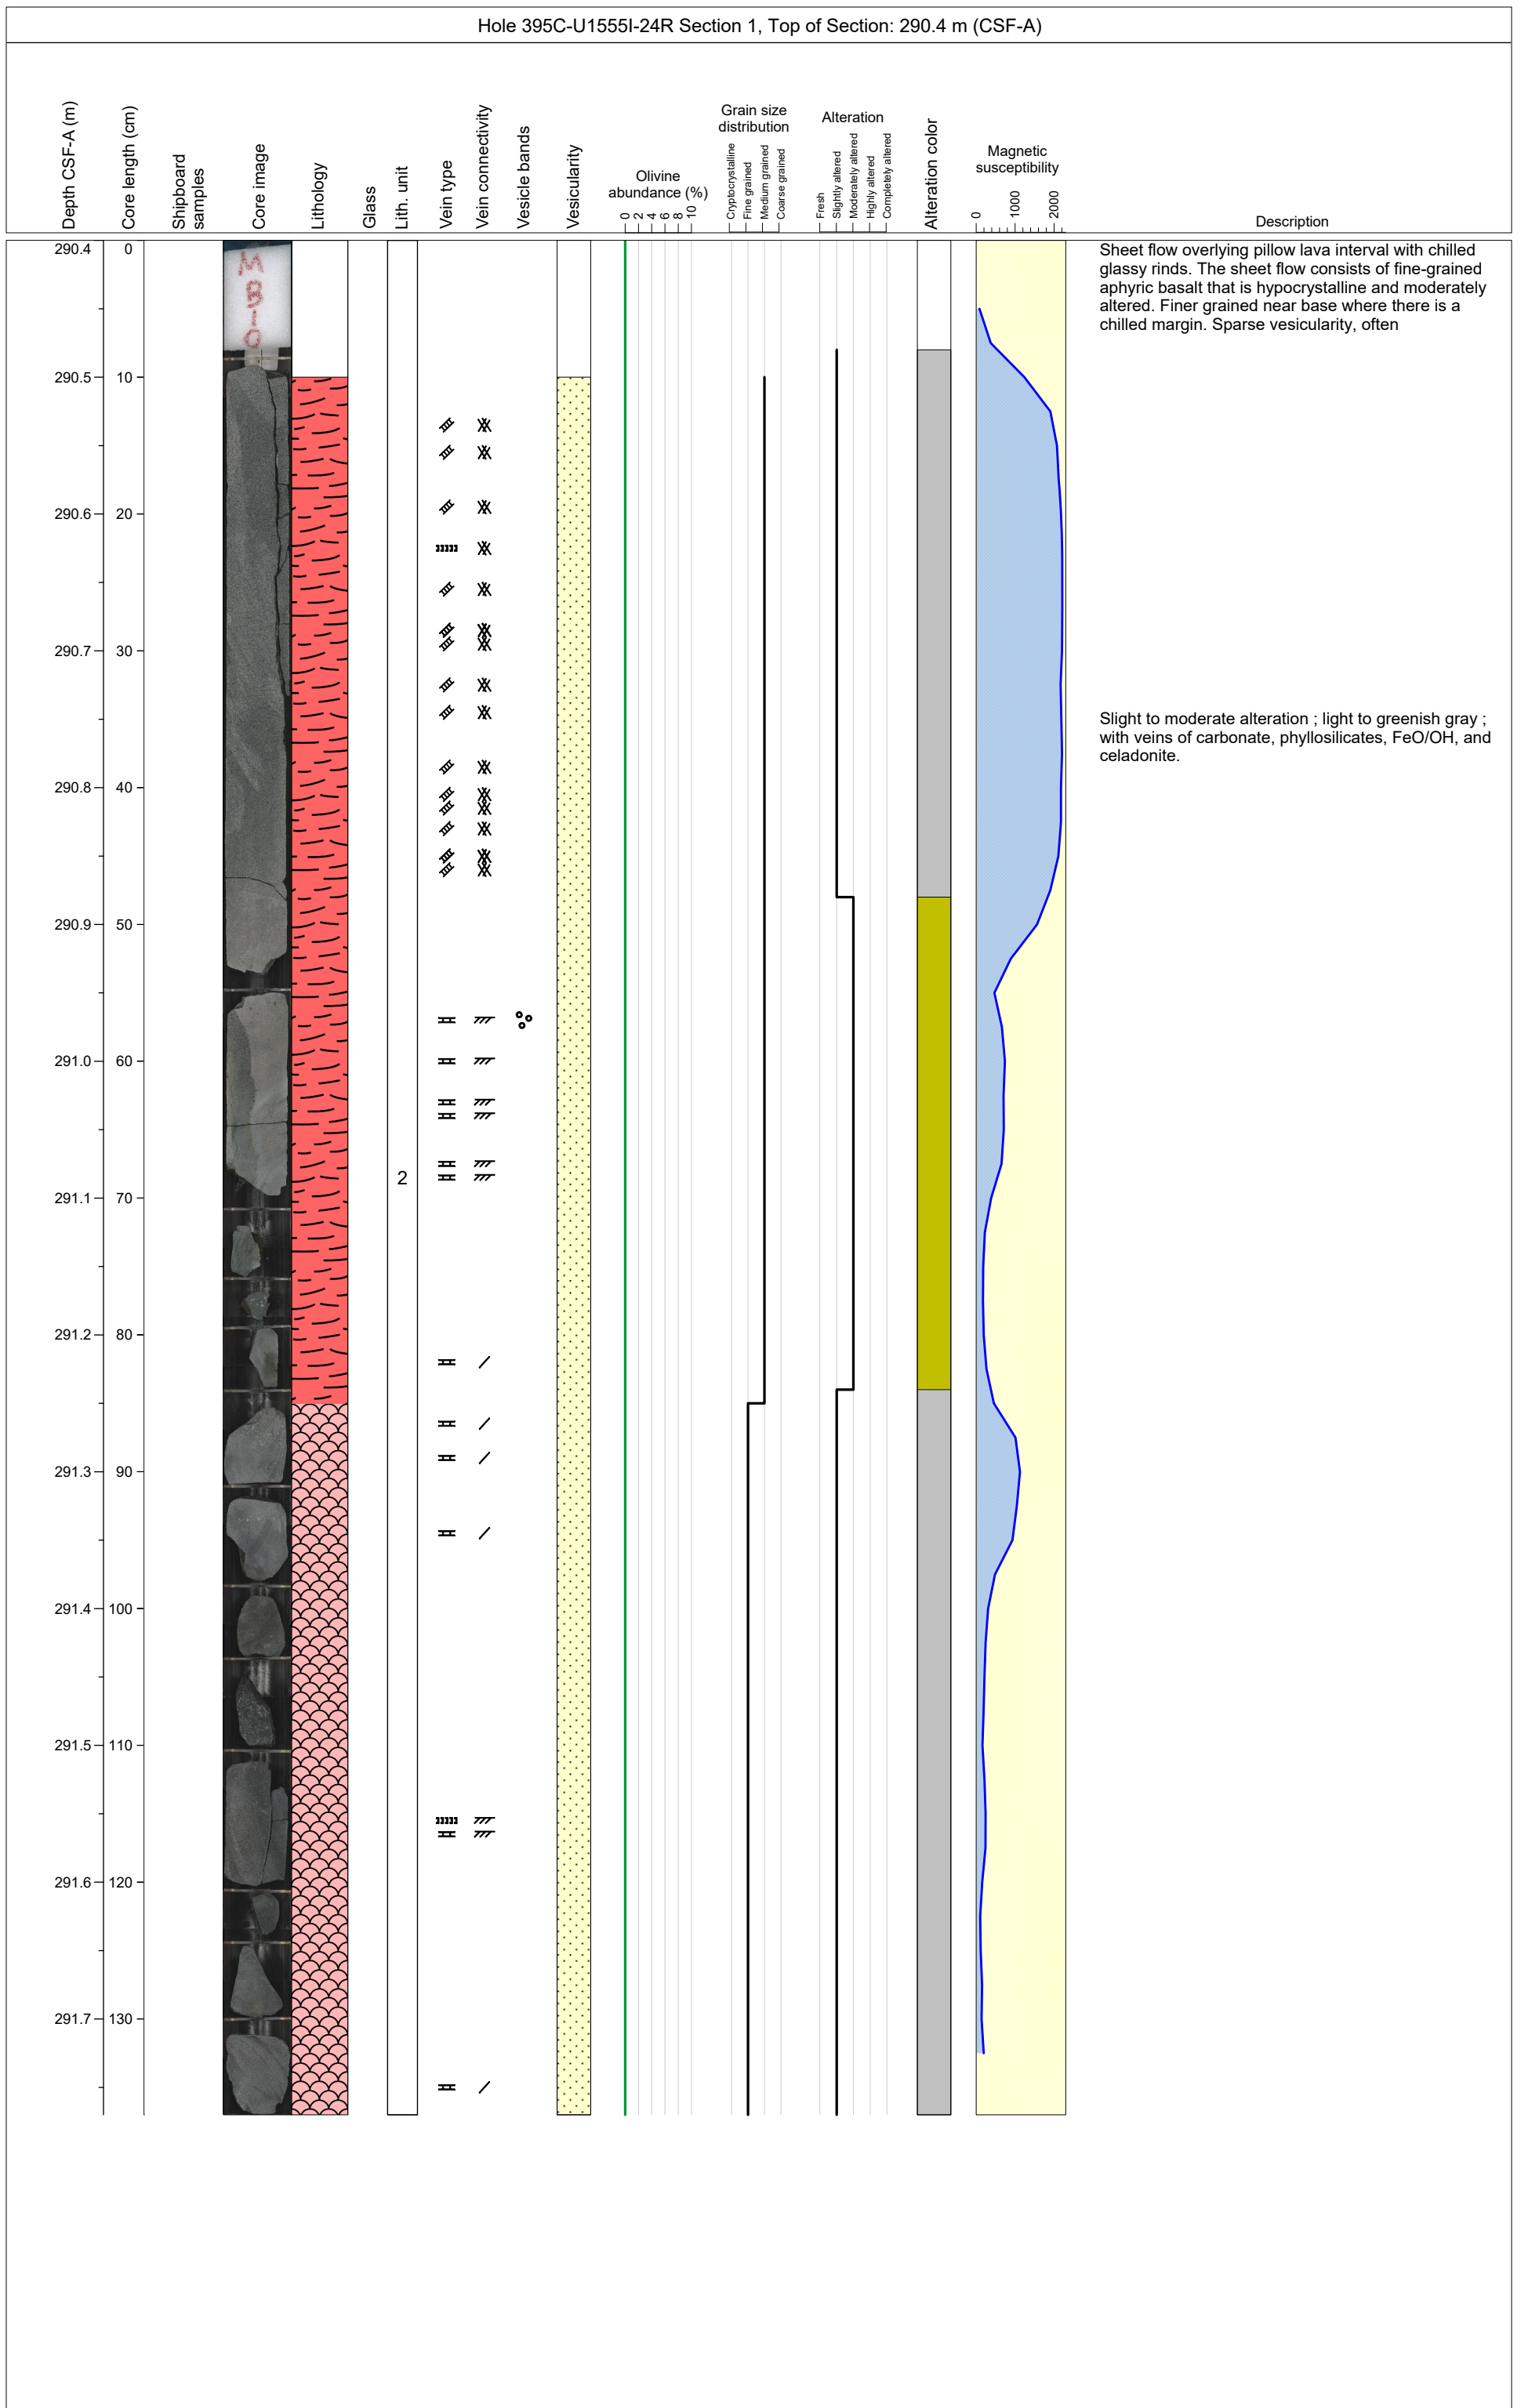 Hole 395C-U1555I-24R Section 1, Top of Section: 290.4 m (CSF-A)
Depth CSF-A (m)
Core length (cm)
Shipboard
samples
Core image
Lithology
Glass
Lith. unit
Vein type
Vein connectivity
Vesicle bands
Vesicularity
Olivine
abundance (%)
0 2 4 6 8 10
Grain size
distribution
Cryptocrystalline
Fine grained
Medium grained
Coarse grained
Alteration
Fresh
Slightly altered
Moderately altered
Highly altered
Completely altered
Alteration color
Magnetic
susceptibility
0 1000 2000
Description
290.4 0
M
B
I
O
Sheet flow overlying pillow lava interval with chilled
glassy rinds. The sheet flow consists of fine-grained
aphyric basalt that is hypocrystalline and moderately
altered. Finer grained near base where there is a
chilled margin. Sparse vesicularity, often
290.5 10
290.6 20
290.7 30
Slight to moderate alteration ; light to greenish gray ;
with veins of carbonate, phyllosilicates, FeO/OH, and
celadonite.
290.8 40
290.9 50
291.0 60
2
291.1 70
291.2 80
291.3 90
291.4 100
291.5 110
291.6 120
291.7 130